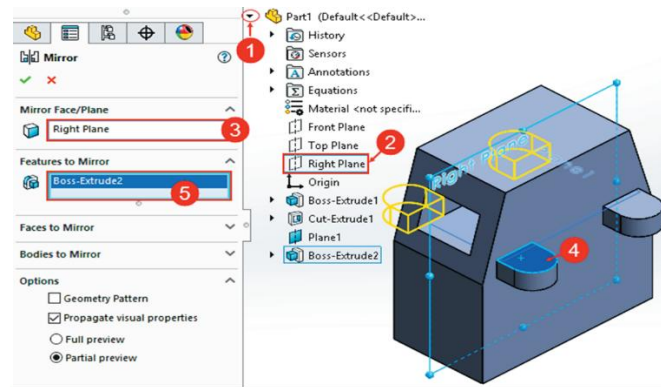 Mirror
Mirror Face/Plane
Right Plane
3
Features to Mirror
Boss-Extrude2
5
Faces to Mirror
Bodies to Mirror
Options
Geometry Pattern
Propagate visual properties
Full preview
Partial preview
1
Part1 (Default<<Default>...
History
Sensors
Annotations
Equations
Material <not specifi...
Front Plane
Top Plane
Right Plane
2
Origin
Boss-Extrude1
Cut-Extrude1
Plane1
Boss-Extrude2
Right Plane
4